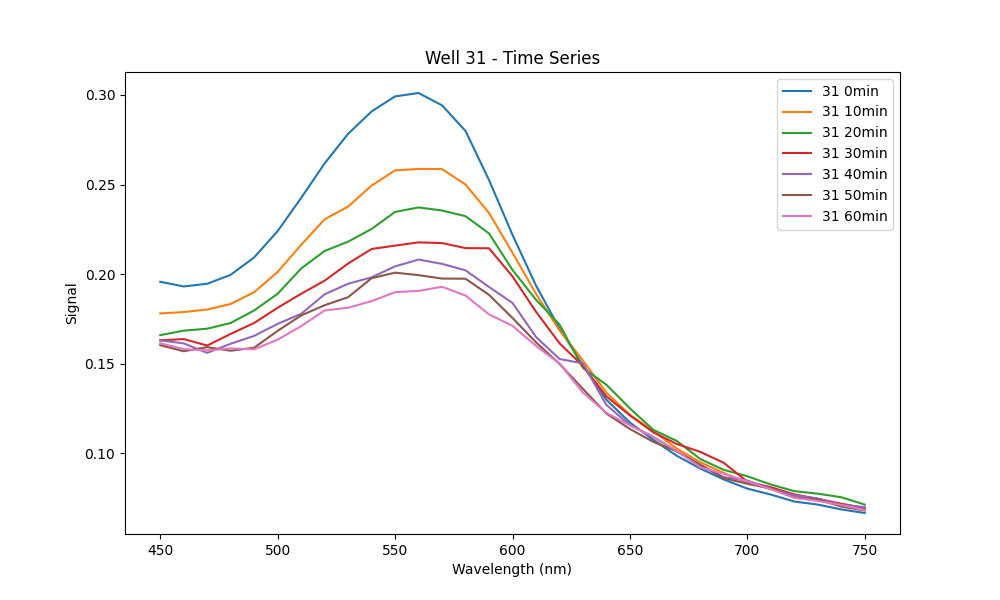 Well 31 - Time Series
0.30
0.25
0.20
0.15
0.10
Signal
450 500 550 600 650 700 750
Wavelength (nm)
31 0min
31 10min
31 20min
31 30min
31 40min
31 50min
31 60min